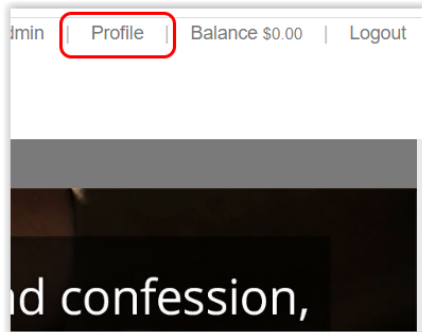 dmin | Profile | Balance $0.00 | Logout
nd confession,